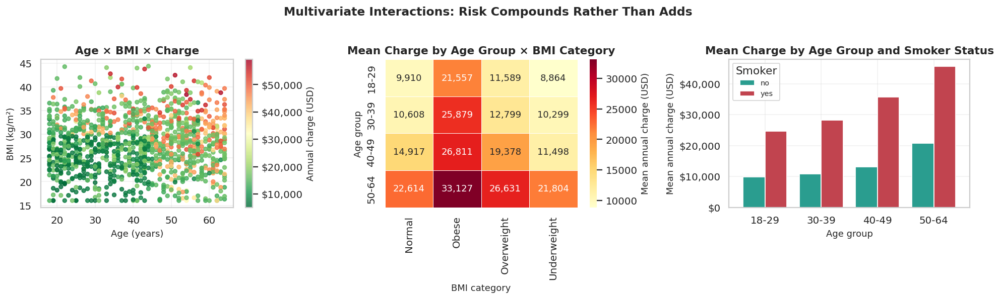 Multivariate Interactions: Risk Compounds Rather Than Adds
Age × BMI × Charge
45
40
35
30
25
20
15
BMI (kg/m²)
20 30 40 50 60
Age (years)
$50,000
$40,000
$30,000
$20,000
$10,000
Annual charge (USD)
Mean Charge by Age Group × BMI Category
Age group
18-29
9,910 21,557 11,589 8,864
30-39
10,608 25,879 12,799 10,299
40-49
14,917 26,811 19,378 11,498
50-64
22,614 33,127 26,631 21,804
Normal
Obese
Overweight
Underweight
BMI category
30000
25000
20000
15000
10000
Mean annual charge (USD)
Mean Charge by Age Group and Smoker Status
Mean annual charge (USD)
$40,000
$30,000
$20,000
$10,000
$0
Smoker
no
yes
18-29 30-39 40-49 50-64
Age group